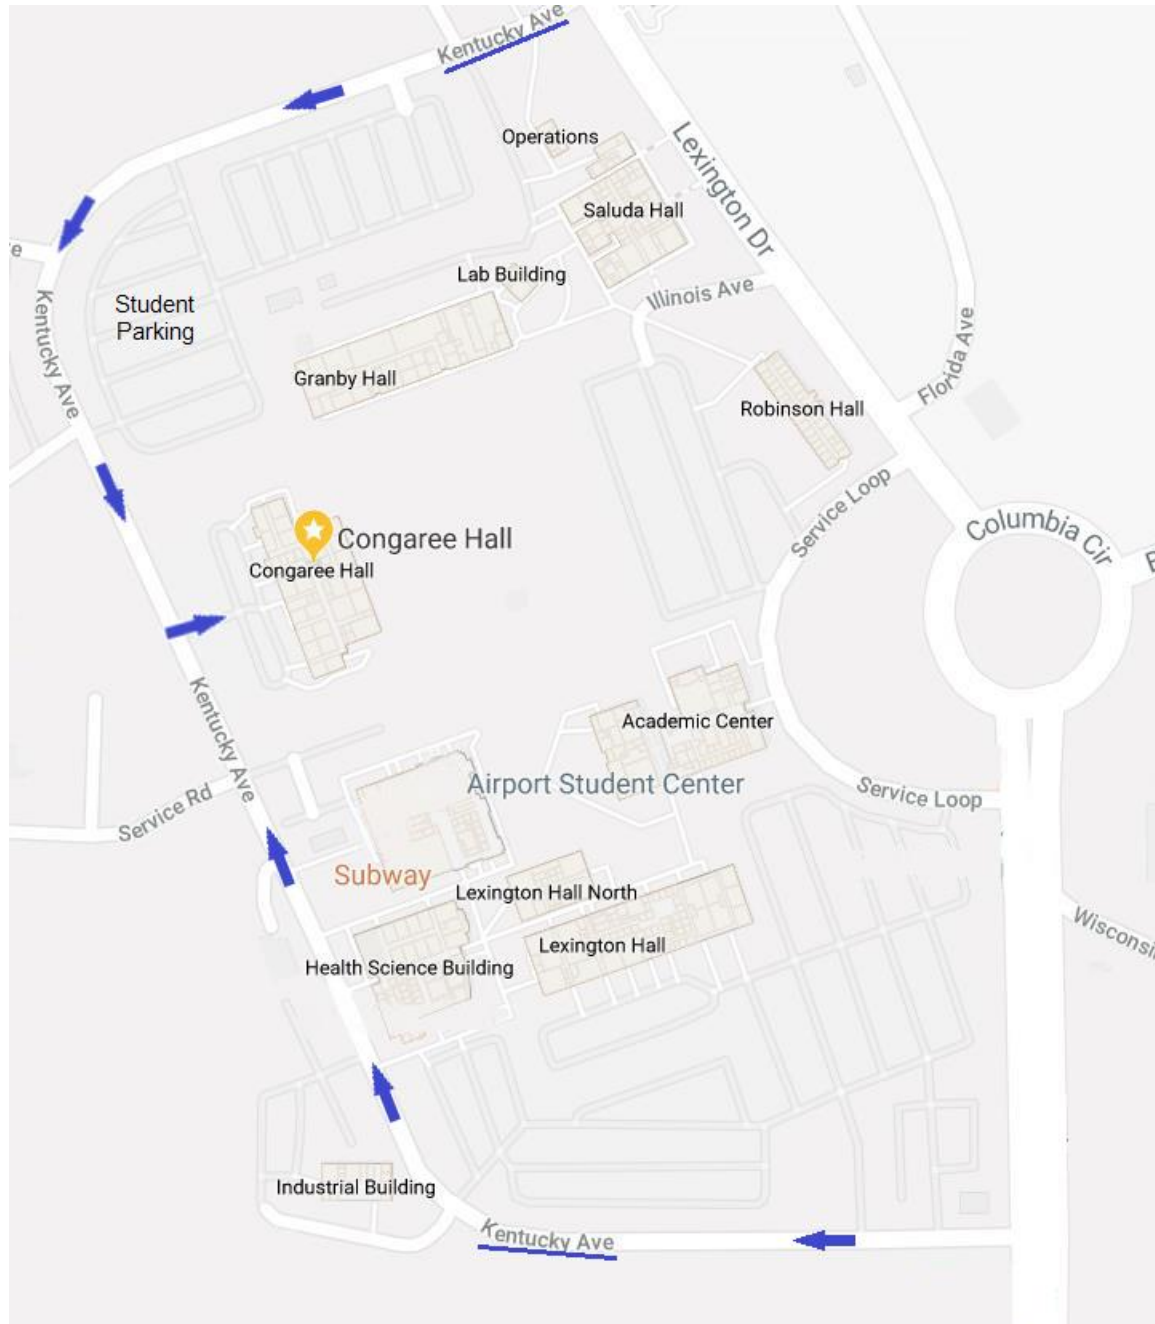 Kentucky Ave
Lexington Dr
Operations
Saluda Hall
Lab Building
Illinois Ave
Student
Parking
Kentucky Ave
Granby Hall
Florida Ave
Robinson Hall
Service Loop
Columbia Cir
Congaree Hall
Congaree Hall
Kentucky Ave
Academic Center
Airport Student Center
Service Rd
Service Loop
Subway
Lexington Hall North
Lexington Hall
Health Science Building
Wisconsi
Industrial Building
Kentucky Ave